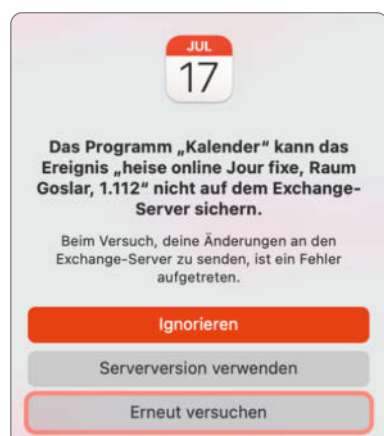 JUL
17
Das Programm „Kalender“ kann das
Ereignis „heise online Jour fixe, Raum
Goslar, 1.112“ nicht auf dem Exchange-
Server sichern.
Beim Versuch, deine Änderungen an den
Exchange-Server zu senden, ist ein Fehler
aufgetreten.
Ignorieren
Serverversion verwenden
Erneut versuchen